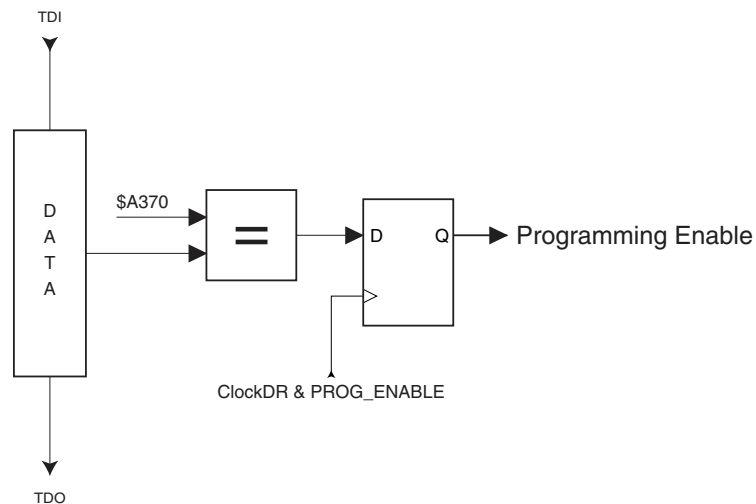 TDI
D
A
T
A
$A370
=
D
Q
Programming Enable
ClockDR & PROG_ENABLE
TDO